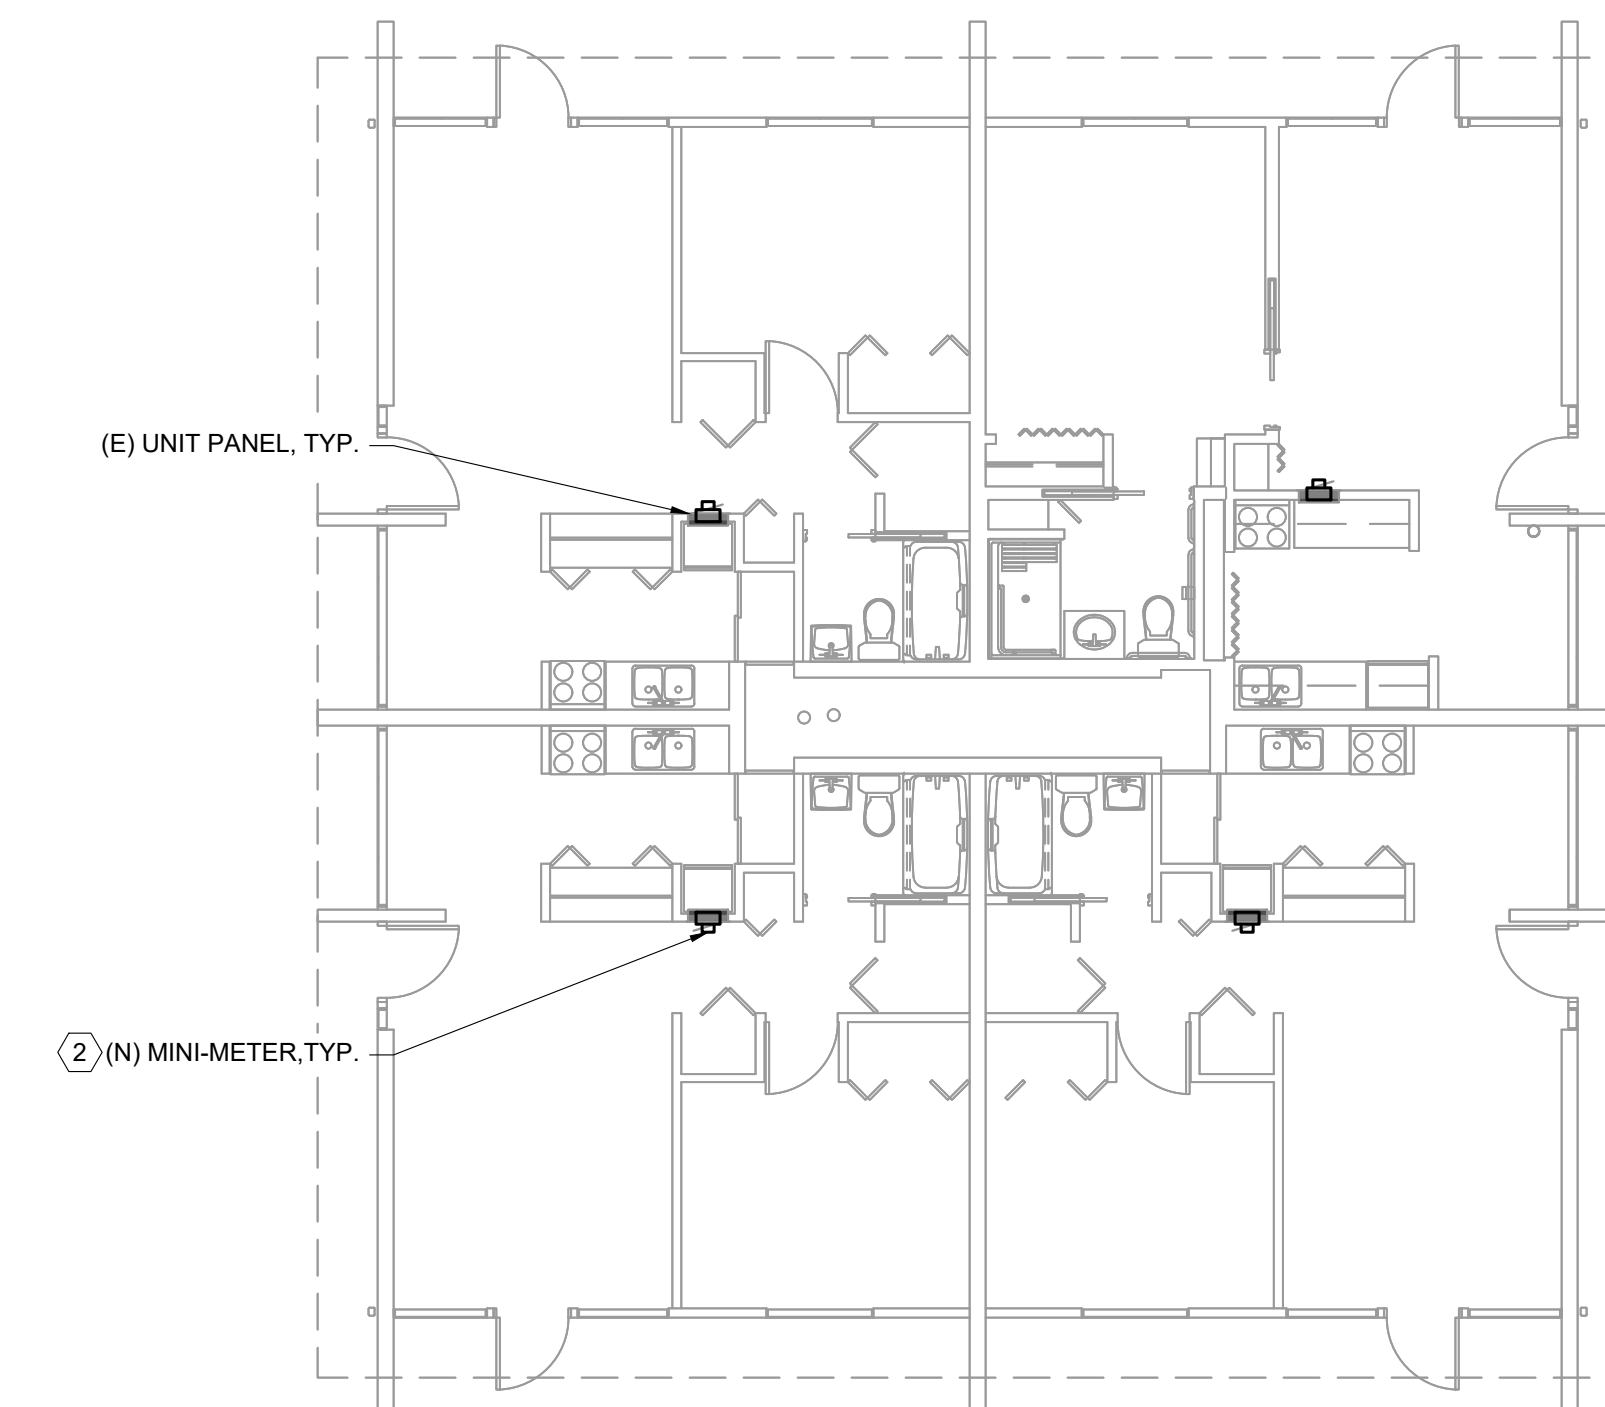 (E) UNIT PANEL, TYP.
2 (N) MINI-METER,TYP.